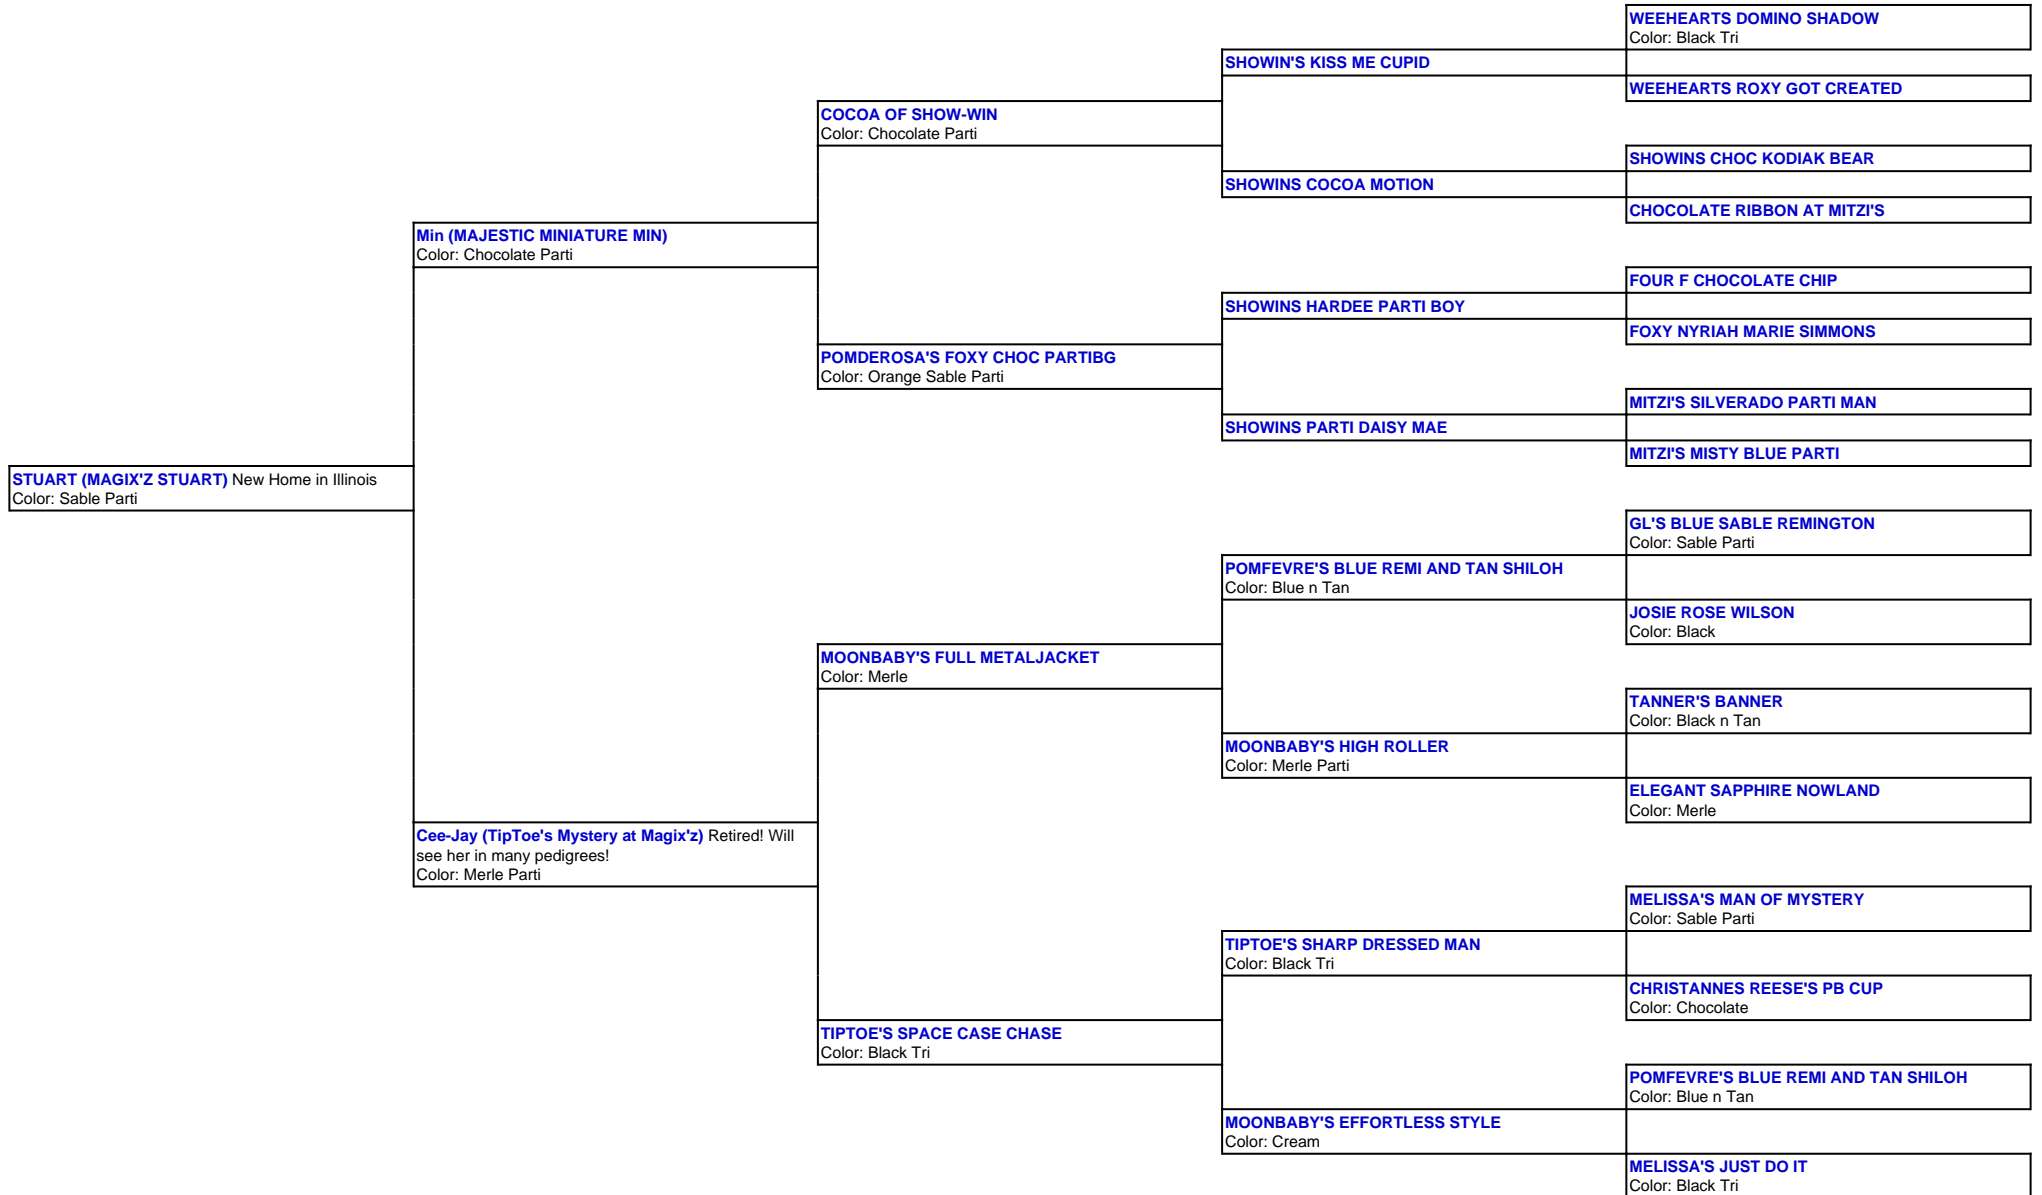 WEEHEARTS DOMINO SHADOW
Color: Black Tri
SHOWIN'S KISS ME CUPID
WEEHEARTS ROXY GOT CREATED
COCOA OF SHOW-WIN
Color: Chocolate Parti
SHOWINS CHOC KODIAK BEAR
SHOWINS COCOA MOTION
CHOCOLATE RIBBON AT MITZI'S
Min (MAJESTIC MINIATURE MIN)
Color: Chocolate Parti
FOUR F CHOCOLATE CHIP
SHOWINS HARDEE PARTI BOY
FOXY NYRIAH MARIE SIMMONS
POMDEROSA'S FOXY CHOC PARTIBG
Color: Orange Sable Parti
MITZI'S SILVERADO PARTI MAN
SHOWINS PARTI DAISY MAE
MITZI'S MISTY BLUE PARTI
STUART (MAGIX'Z STUART) New Home in Illinois
Color: Sable Parti
GL'S BLUE SABLE REMINGTON
Color: Sable Parti
POMFEVRE'S BLUE REMI AND TAN SHILOH
Color: Blue n Tan
JOSIE ROSE WILSON
Color: Black
MOONBABY'S FULL METALJACKET
Color: Merle
TANNER'S BANNER
Color: Black n Tan
MOONBABY'S HIGH ROLLER
Color: Merle Parti
ELEGANT SAPPHIRE NOWLAND
Color: Merle
Cee-Jay (TipToe's Mystery at Magix'z) Retired! Will
see her in many pedigrees!
Color: Merle Parti
MELISSA'S MAN OF MYSTERY
Color: Sable Parti
TIPTOE'S SHARP DRESSED MAN
Color: Black Tri
CHRISTANNES REESE'S PB CUP
Color: Chocolate
TIPTOE'S SPACE CASE CHASE
Color: Black Tri
POMFEVRE'S BLUE REMI AND TAN SHILOH
Color: Blue n Tan
MOONBABY'S EFFORTLESS STYLE
Color: Cream
MELISSA'S JUST DO IT
Color: Black Tri